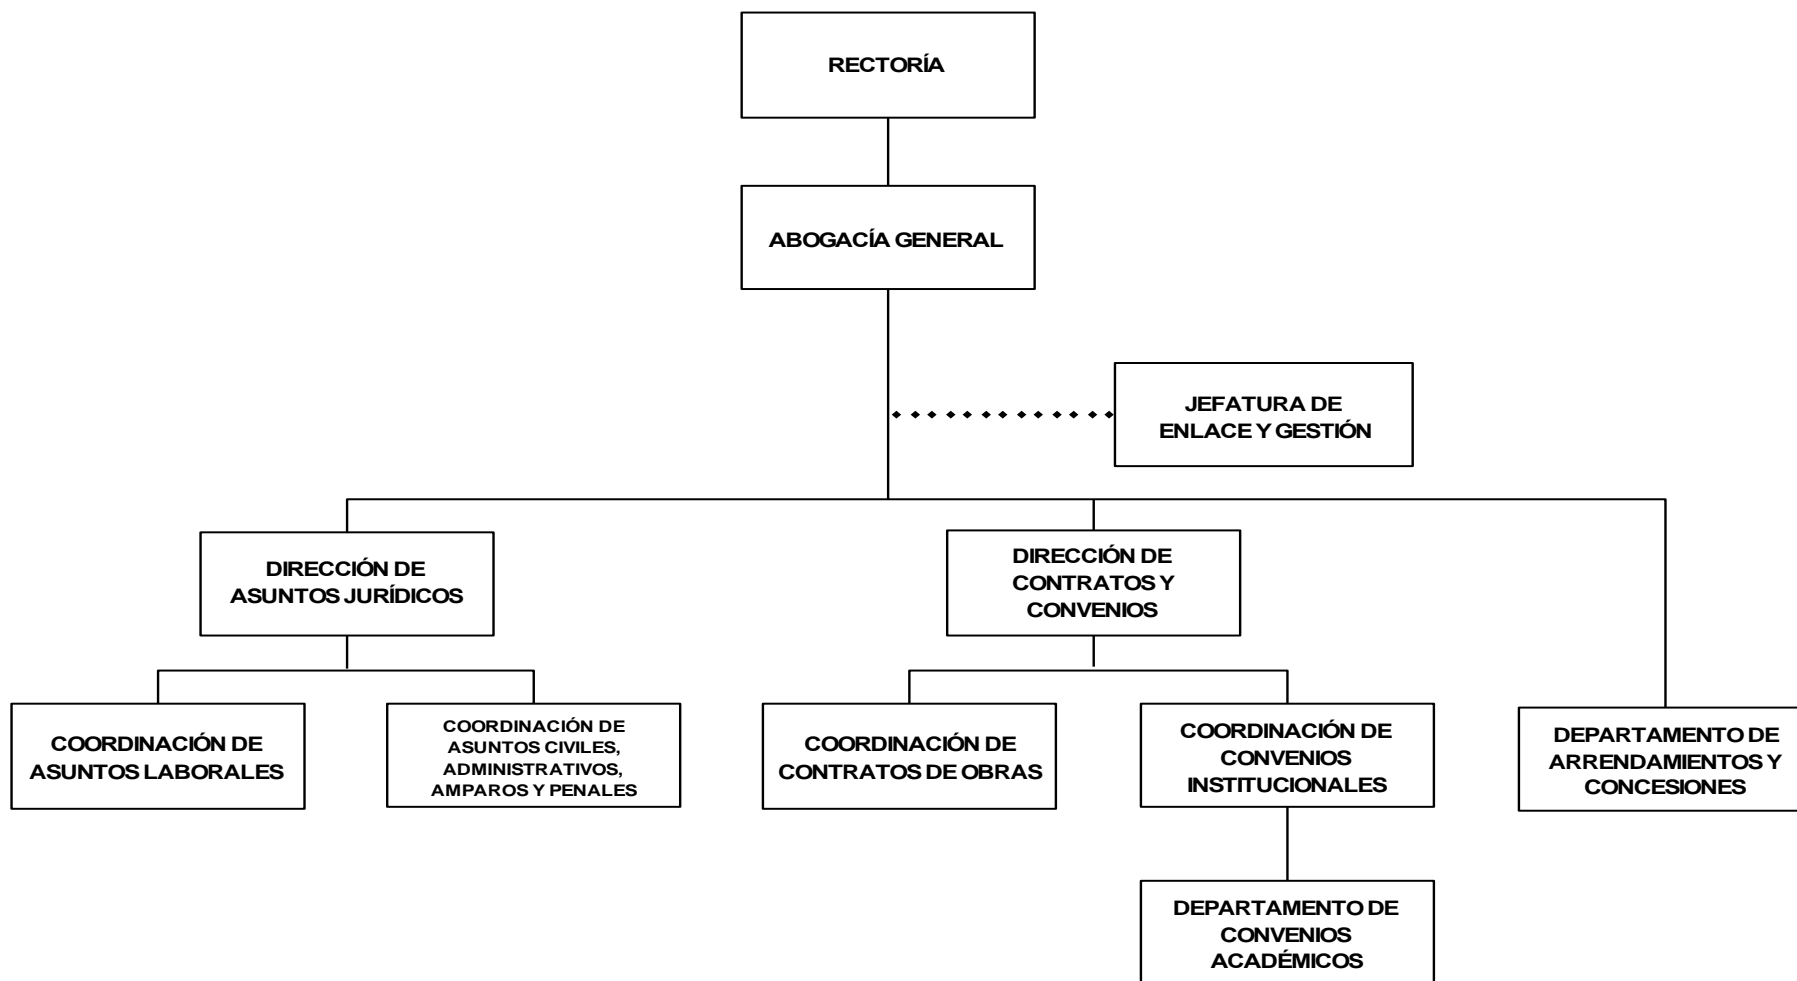 RECTORÍA
ABOGACÍA GENERAL
JEFATURA DE
ENLACE Y GESTIÓN
DIRECCIÓN DE
ASUNTOS JURÍDICOS
DIRECCIÓN DE
CONTRATOS Y
CONVENIOS
COORDINACIÓN DE
ASUNTOS LABORALES
COORDINACIÓN DE
ASUNTOS CIVILES,
ADMINISTRATIVOS,
AMPAROS Y PENALES
COORDINACIÓN DE
CONTRATOS DE OBRAS
COORDINACIÓN DE
CONVENIOS
INSTITUCIONALES
DEPARTAMENTO DE
ARRENDAMIENTOS Y
CONCESIONES
DEPARTAMENTO DE
CONVENIOS
ACADÉMICOS